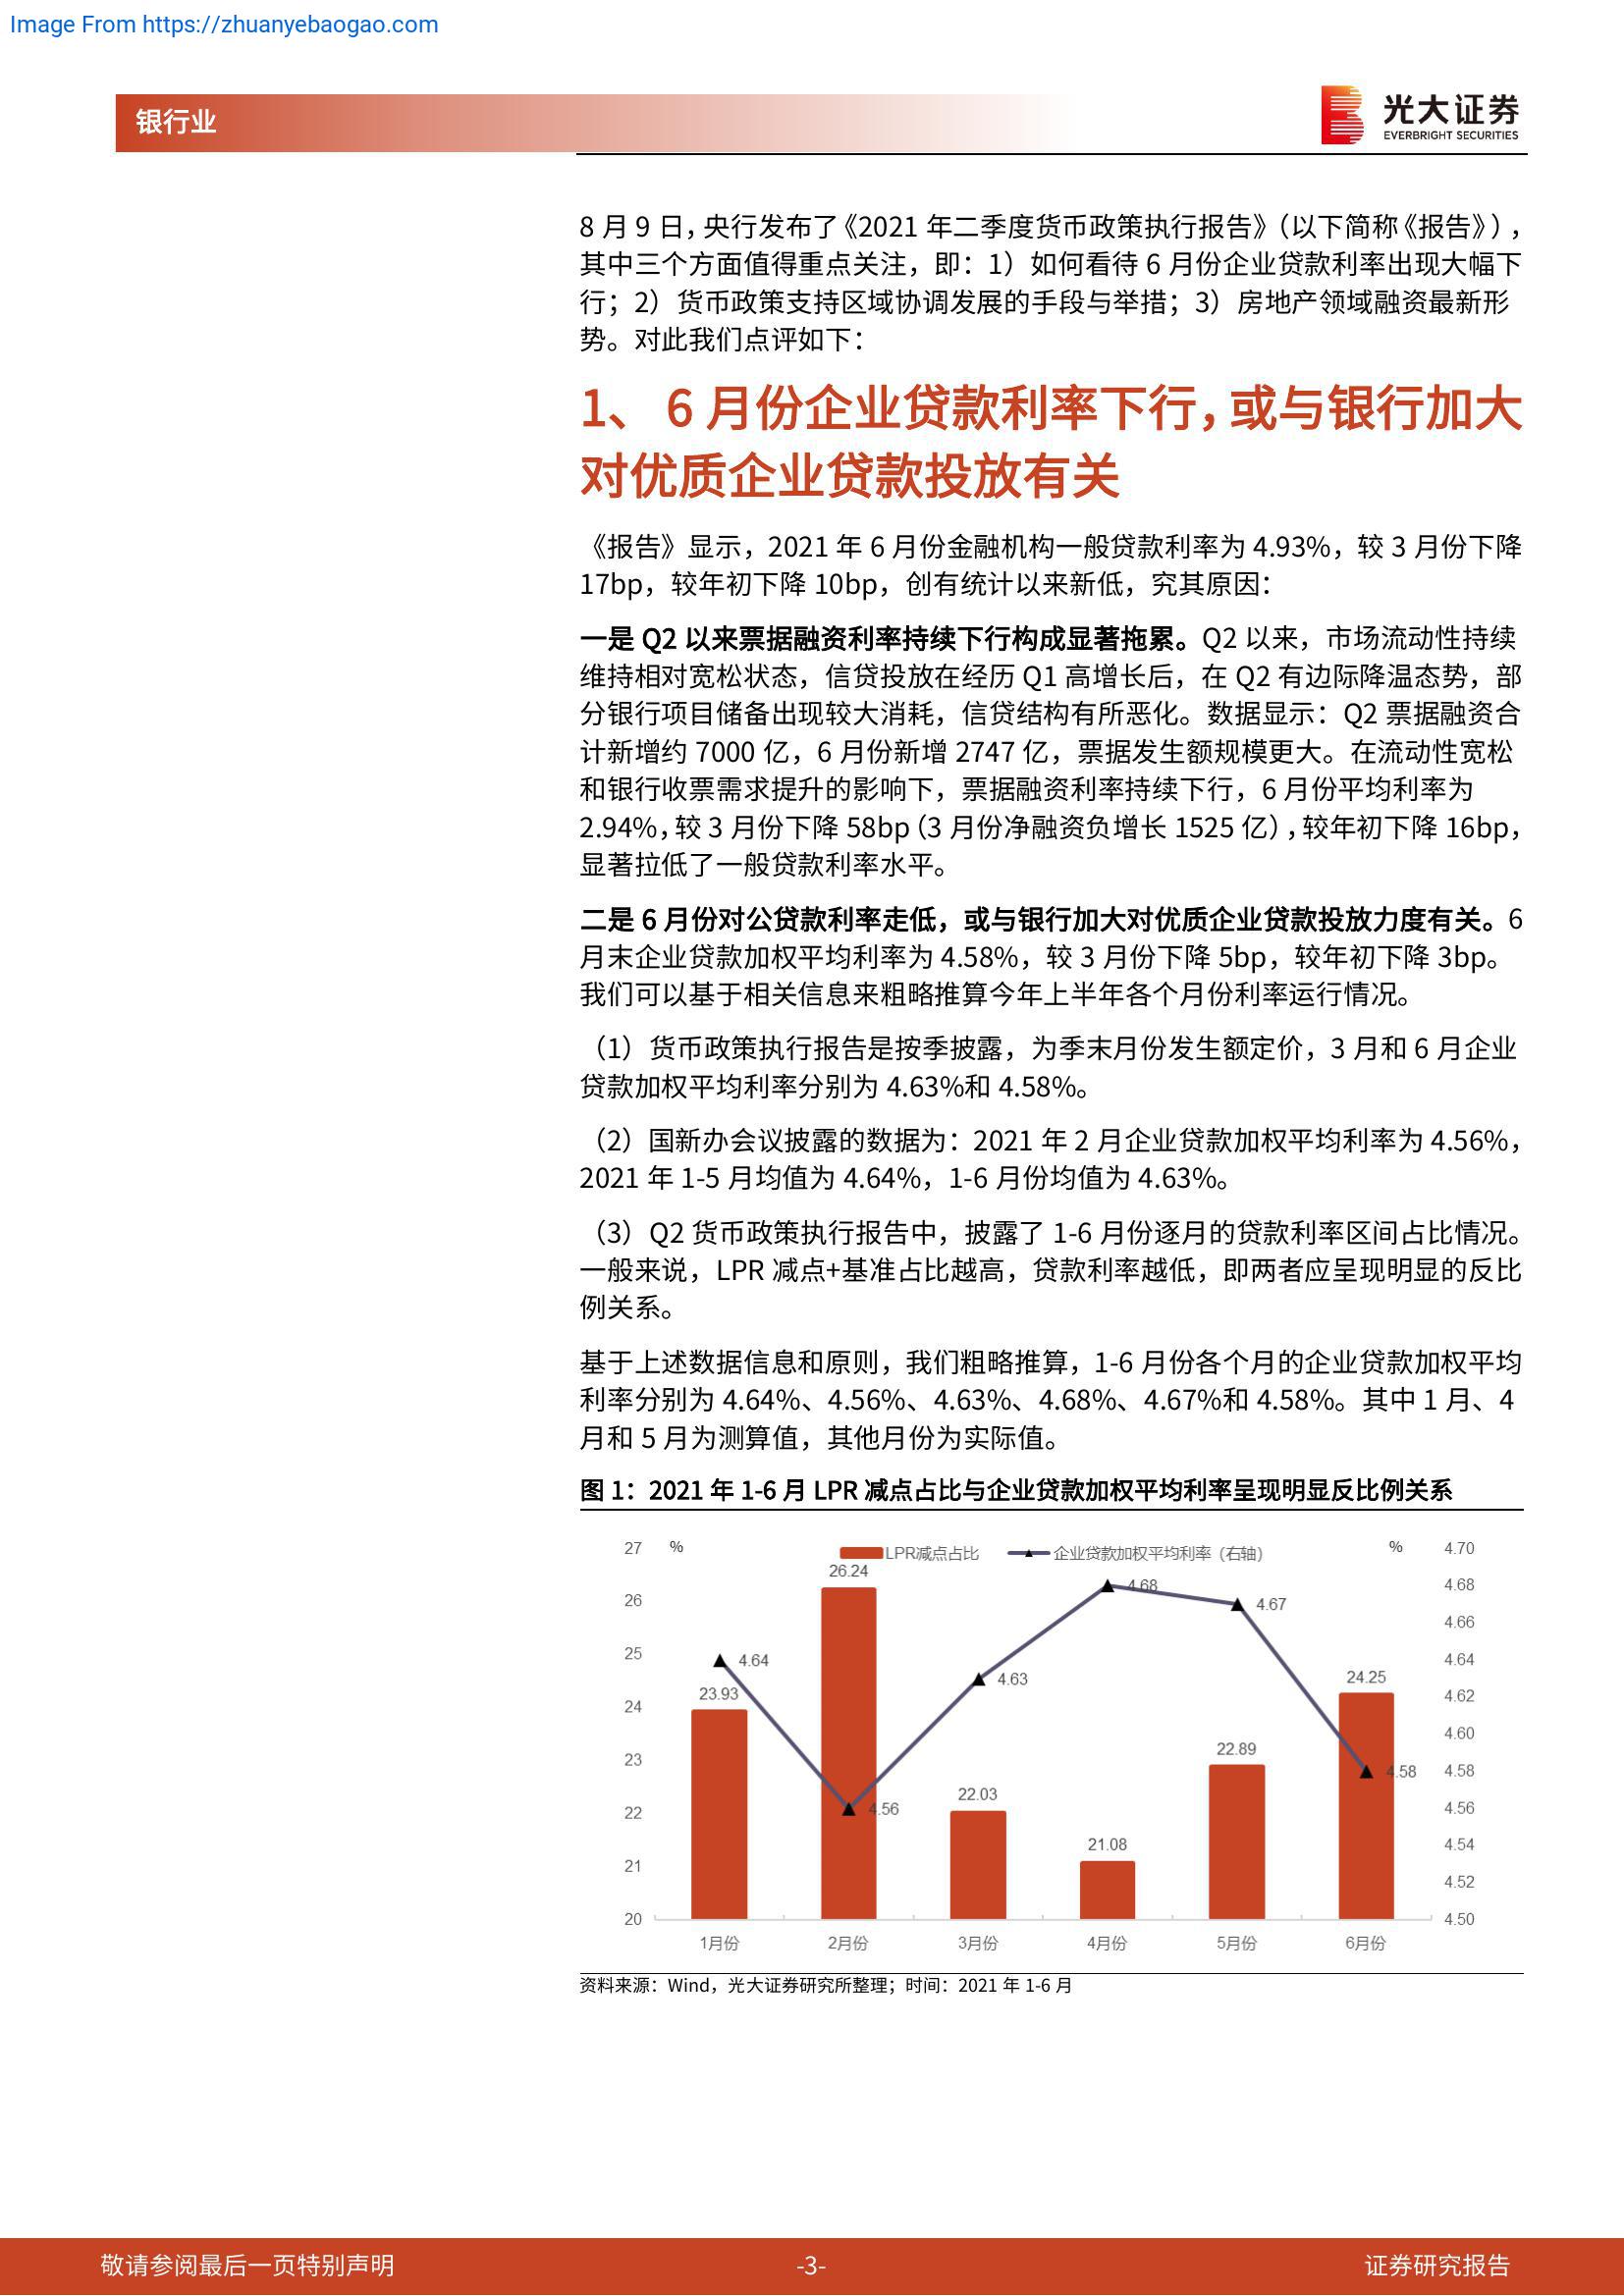 Image From https://zhuanyebaogao.com
银行业
光大证券
EVERBRIGHT SECURITIES
8 月 9 日，央行发布了《2021 年二季度货币政策执行报告》（以下简称《报告》），
其中三个方面值得重点关注，即：1）如何看待 6 月份企业贷款利率出现大幅下
行；2）货币政策支持区域协调发展的手段与举措；3）房地产领域融资最新形
势。对此我们点评如下：
1、 6 月份企业贷款利率下行，或与银行加大
对优质企业贷款投放有关
《报告》显示，2021 年 6 月份金融机构一般贷款利率为 4.93%，较 3 月份下降
17bp，较年初下降 10bp，创有统计以来新低，究其原因：
一是 Q2 以来票据融资利率持续下行构成显著拖累。Q2 以来，市场流动性持续
维持相对宽松状态，信贷投放在经历 Q1 高增长后，在 Q2 有边际降温态势，部
分银行项目储备出现较大消耗，信贷结构有所恶化。数据显示：Q2 票据融资合
计新增约 7000 亿，6 月份新增 2747 亿，票据发生额规模更大。在流动性宽松
和银行收票需求提升的影响下，票据融资利率持续下行，6 月份平均利率为
2.94%，较 3 月份下降 58bp（3 月份净融资负增长 1525 亿），较年初下降 16bp，
显著拉低了一般贷款利率水平。
二是 6 月份对公贷款利率走低，或与银行加大对优质企业贷款投放力度有关。6
月末企业贷款加权平均利率为 4.58%，较 3 月份下降 5bp，较年初下降 3bp。
我们可以基于相关信息来粗略推算今年上半年各个月份利率运行情况。
（1）货币政策执行报告是按季披露，为季末月份发生额定价，3 月和 6 月企业
贷款加权平均利率分别为 4.63%和 4.58%。
（2）国新办会议披露的数据为：2021 年 2 月企业贷款加权平均利率为 4.56%，
2021 年 1-5 月均值为 4.64%，1-6 月份均值为 4.63%。
（3）Q2 货币政策执行报告中，披露了 1-6 月份逐月的贷款利率区间占比情况。
一般来说，LPR 减点+基准占比越高，贷款利率越低，即两者应呈现明显的反比
例关系。
基于上述数据信息和原则，我们粗略推算，1-6 月份各个月的企业贷款加权平均
利率分别为 4.64%、4.56%、4.63%、4.68%、4.67%和 4.58%。其中 1 月、4
月和 5 月为测算值，其他月份为实际值。
图 1：2021 年 1-6 月 LPR 减点占比与企业贷款加权平均利率呈现明显反比例关系
27 % LPR减点占比 企业贷款加权平均利率（右轴） % 4.70
26.24
4.68 4.68
26
4.67
4.66
25 4.64 4.64
4.63
24.25
23.93 4.62
24
4.60
22.89
23
4.58 4.58
22.03
22 4.56 4.56
21.08 4.54
21
4.52
20 4.50
1月份 2月份 3月份 4月份 5月份 6月份
资料来源：Wind，光大证券研究所整理；时间：2021 年 1-6 月
敬请参阅最后一页特别声明 -3- 证券研究报告